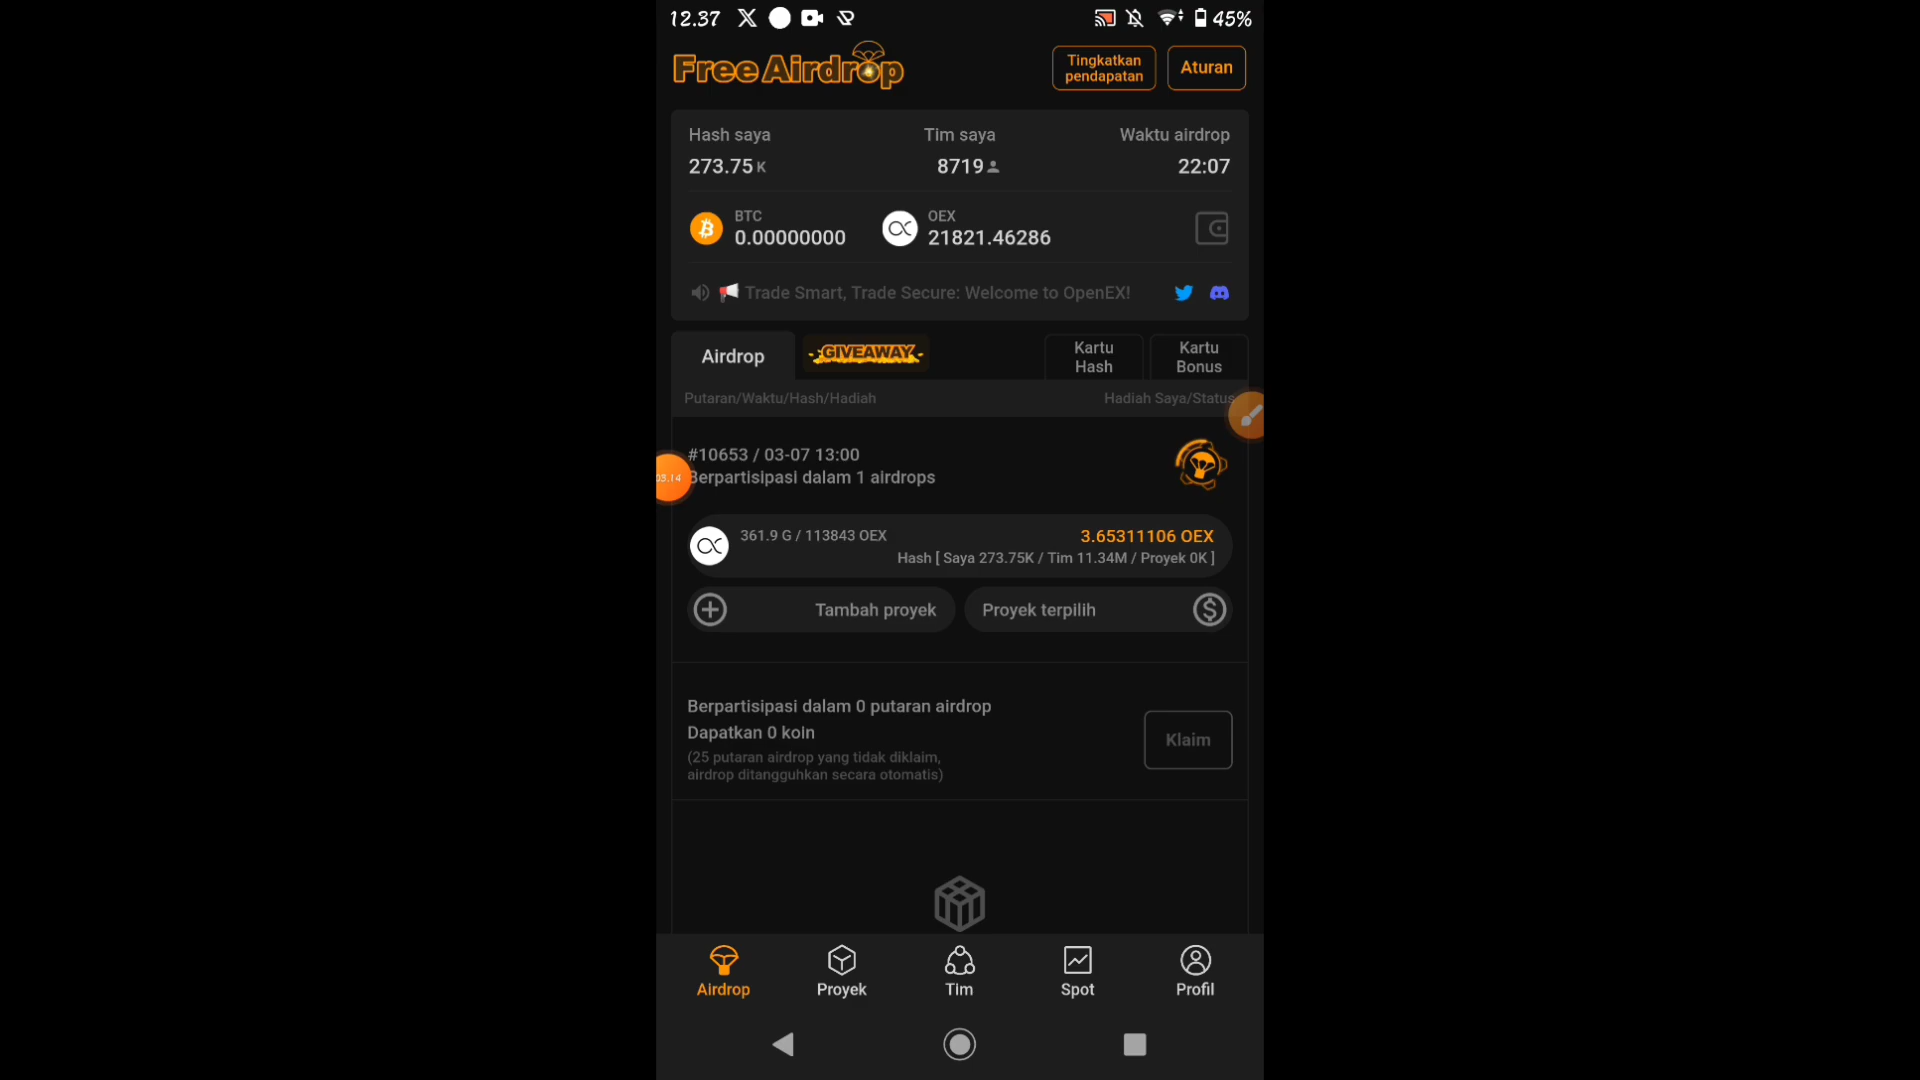 12.37
45%
Free Airdrop
Tingkatkan
pendapatan
Aturan
Hash saya
Tim saya
Waktu airdrop
273.75 K
8719
22:07
BTC
0.00000000
OEX
21821.46286
Trade Smart, Trade Secure: Welcome to OpenEX!
Airdrop
GIVEAWAY
Kartu
Hash
Kartu
Bonus
Putaran/Waktu/Hash/Hadiah
Hadiah Saya/Status
#10653 / 03-07 13:00
03.14
Berpartisipasi dalam 1 airdrops
361.9 G / 113843 OEX
3.65311106 OEX
Hash [ Saya 273.75K / Tim 11.34M / Proyek 0K ]
Tambah proyek
Proyek terpilih
Berpartisipasi dalam 0 putaran airdrop
Dapatkan 0 koin
(25 putaran airdrop yang tidak diklaim,
airdrop ditangguhkan secara otomatis)
Klaim
Airdrop
Proyek
Tim
Spot
Profil